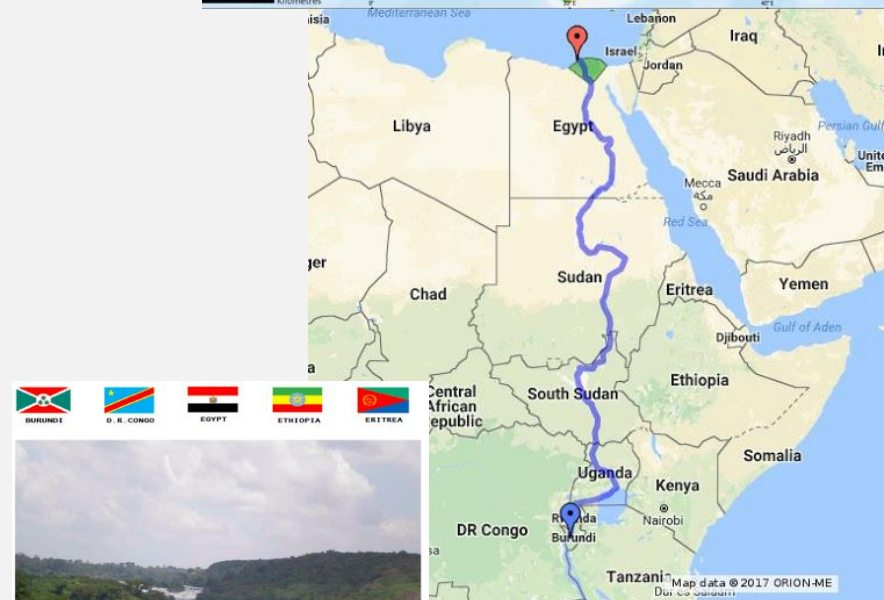 Kilometres
Mediterranean Sea
Lebanon
Iraq
Israel
Jordan
Libya
Egypt
Persian Gulf
Riyadh
الرياض
Saudi Arabia
Mecca
مكة
Red Sea
Sudan
Eritrea
Yemen
Chad
Gulf of Aden
Djibouti
Ethiopia
South Sudan
Central
African
Republic
Somalia
Uganda
Kenya
Nairobi
DR Congo
Burundi
Tanzania
Map data ©2017 ORION-ME
BURUNDI
D.R.CONGO
EGYPT
ETHIOPIA
ERITREA